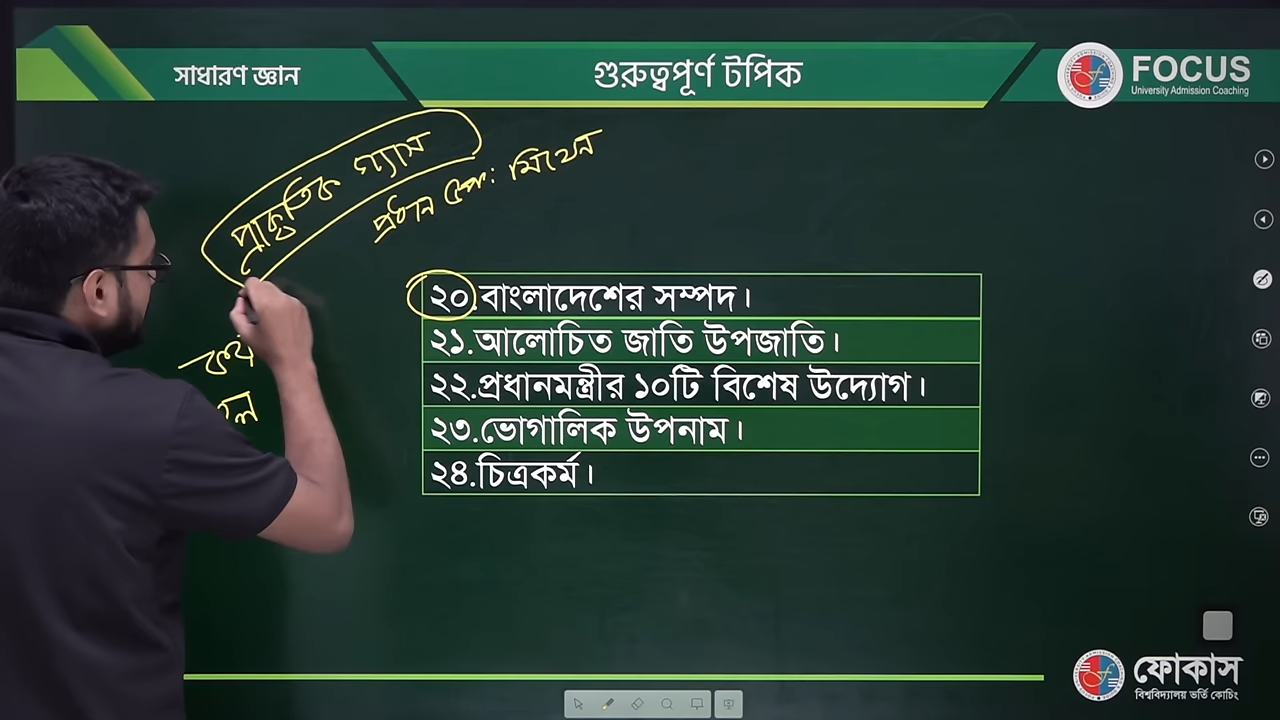 সাধারণ জ্ঞান
গুরুত্বপূর্ণ টপিক
FOCUS
University Admission Coaching
প্রাকৃতিক গ্যাস
প্রধান উপা: মিথেন
২০.বাংলাদেশের সম্পদ।
২১.আলোচিত জাতি উপজাতি।
২২.প্রধানমন্ত্রীর ১০টি বিশেষ উদ্যোগ।
২৩.ভোগালিক উপনাম।
২৪.চিত্রকর্ম।
ফোকাস
বিশ্ববিদ্যালয় ভর্তি কোচিং